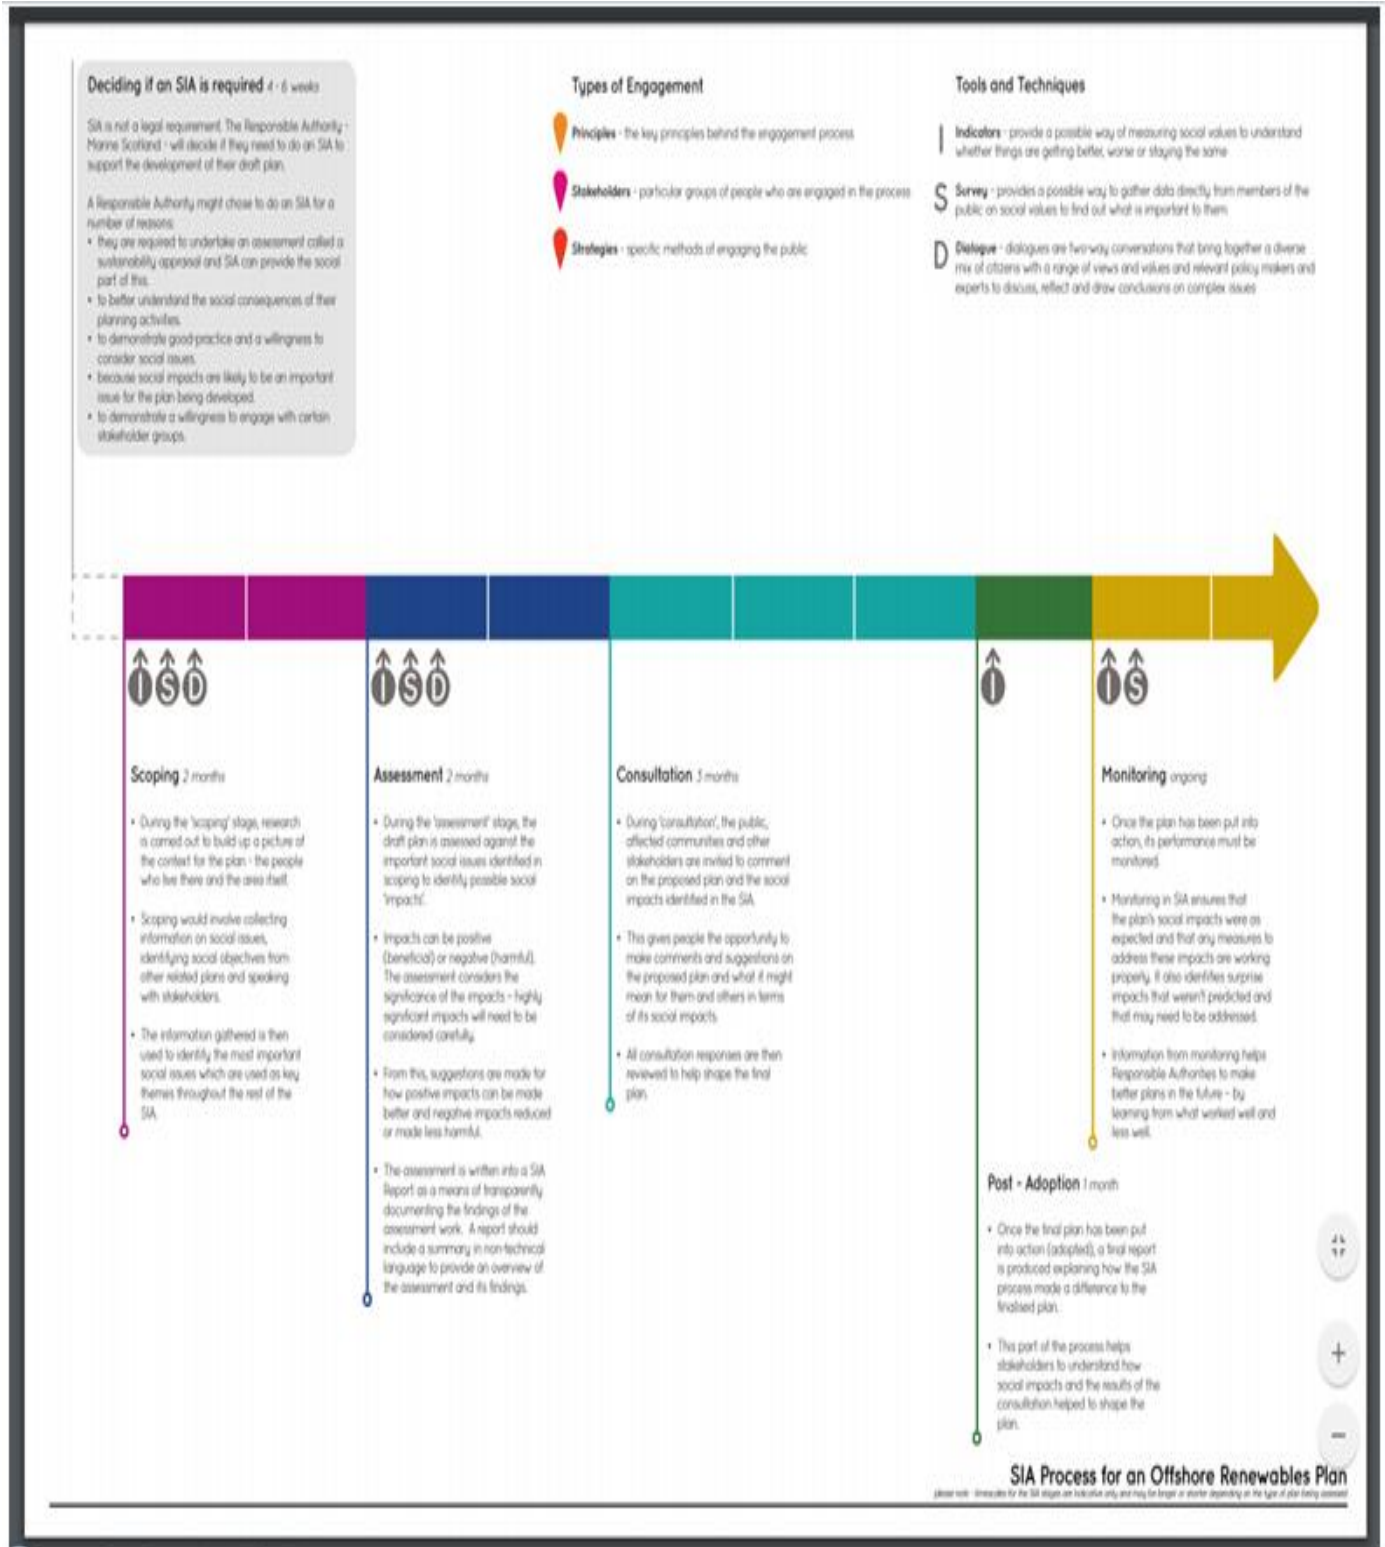 Deciding if an SIA is required 4 - 6 weeks
SIA is not a legal requirement. The Responsible Authority -
Marine Scotland - will decide if they need to do an SIA to
support the development of their draft plan.
A Responsible Authority might chose to do an SIA for a
number of reasons:
• they are required to undertake an assessment called a
sustainability appraisal and SIA can provide the social
part of this.
• to better understand the social consequences of their
planning activities.
• to demonstrate good-practice and a willingness to
consider social issues.
• because social impacts are likely to be an important
issue for the plan being developed.
• to demonstrate a willingness to engage with certain
stakeholder groups.
Types of Engagement
Principles - the key principles behind the engagement process
Stakeholders - particular groups of people who are engaged in the process
Strategies - specific methods of engaging the public
Tools and Techniques
I Indicators - provide a possible way of measuring social values to understand
whether things are getting better, worse or staying the same
S Survey - provides a possible way to gather data directly from members of the
public on social values to find out what is important to them
D Dialogue - dialogues are two-way conversations that bring together a diverse
mix of citizens with a range of views and values and relevant policy makers and
experts to discuss, reflect and draw conclusions on complex issues
I S D
Scoping 2 months
• During the 'scoping' stage, research
is carried out to build up a picture of
the context for the plan - the people
who live there and the area itself.
• Scoping would involve collecting
information on social issues,
identifying social objectives from
other related plans and speaking
with stakeholders.
• The information gathered is then
used to identify the most important
social issues which are used as key
themes throughout the rest of the
SIA.
I S D
Assessment 2 months
• During the 'assessment' stage, the
draft plan is assessed against the
important social issues identified in
scoping to identify possible social
'impacts'.
• Impacts can be positive
(beneficial) or negative (harmful).
The assessment considers the
significance of the impacts – highly
significant impacts will need to be
considered carefully.
• From this, suggestions are made for
how positive impacts can be made
better and negative impacts reduced
or made less harmful.
• The assessment is written into a SIA
Report as a means of transparently
documenting the findings of the
assessment work. A report should
include a summary in non-technical
language to provide an overview of
the assessment and its findings.
Consultation 3 months
• During 'consultation', the public,
affected communities and other
stakeholders are invited to comment
on the proposed plan and the social
impacts identified in the SIA.
• This gives people the opportunity to
make comments and suggestions on
the proposed plan and what it might
mean for them and others in terms
of its social impacts.
• All consultation responses are then
reviewed to help shape the final
plan.
I
Post - Adoption 1 month
• Once the final plan has been put
into action (adopted), a final report
is produced explaining how the SIA
process made a difference to the
finalised plan.
• This part of the process helps
stakeholders to understand how
social impacts and the results of the
consultation helped to shape the
plan.
I S
Monitoring ongoing
• Once the plan has been put into
action, its performance must be
monitored.
• Monitoring in SIA ensures that
the plan's social impacts were as
expected and that any measures to
address these impacts are working
properly. It also identifies surprise
impacts that weren't predicted and
that may need to be addressed.
• Information from monitoring helps
Responsible Authorities to make
better plans in the future – by
learning from what worked well and
less well.
SIA Process for an Offshore Renewables Plan
please note - timescales for the SIA stages are indicative only and may be longer or shorter depending on the type of plan being assessed